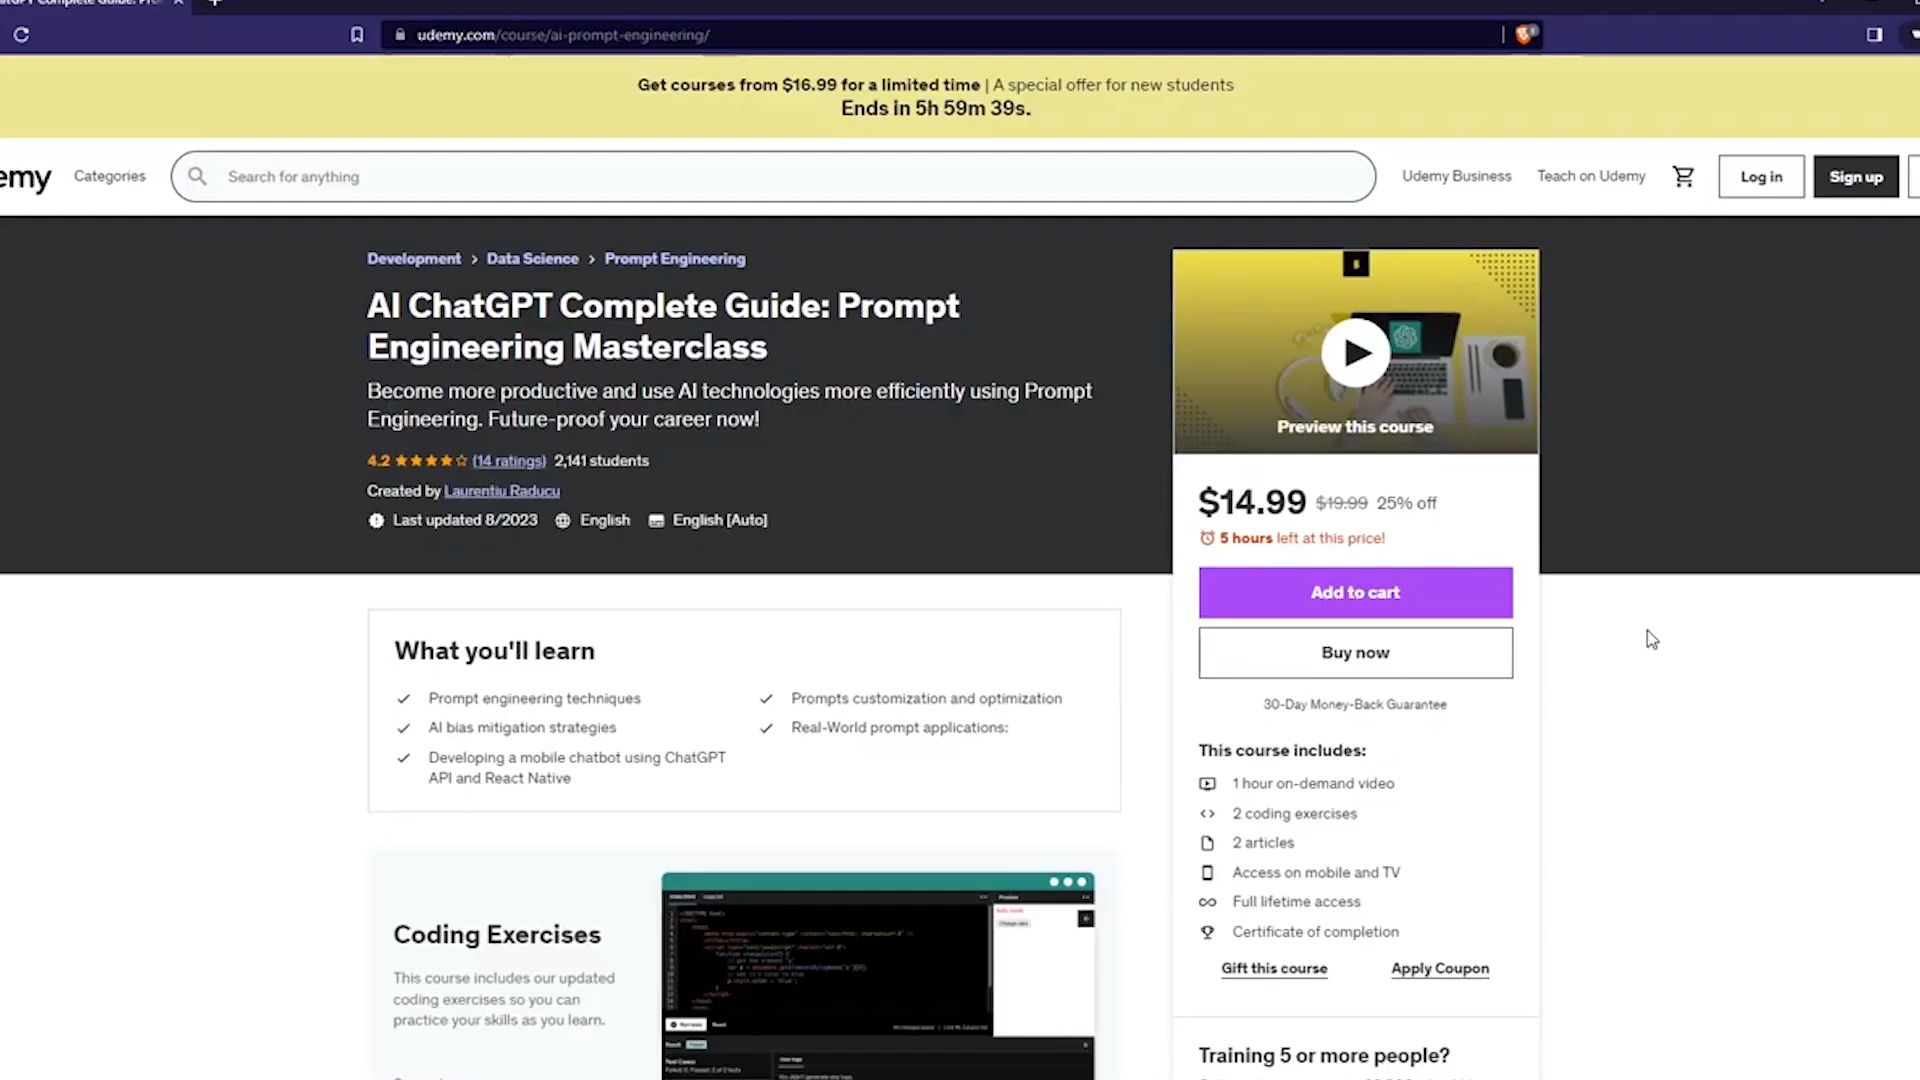 udemy.com/course/ai-prompt-engineering/
Get courses from $16.99 for a limited time | A special offer for new students
Ends in 5h 59m 39s.
emy
Categories
Search for anything
Udemy Business
Teach on Udemy
Log in
Sign up
Development > Data Science > Prompt Engineering
AI ChatGPT Complete Guide: Prompt
Engineering Masterclass
Become more productive and use AI technologies more efficiently using Prompt
Engineering. Future-proof your career now!
4.2 (14 ratings) 2,141 students
Created by Laurentiu Raducu
Last updated 8/2023 English English [Auto]
Preview this course
$14.99 $19.99 25% off
5 hours left at this price!
Add to cart
Buy now
30-Day Money-Back Guarantee
This course includes:
1 hour on-demand video
2 coding exercises
2 articles
Access on mobile and TV
Full lifetime access
Certificate of completion
Gift this course
Apply Coupon
Training 5 or more people?
What you'll learn
Prompt engineering techniques
AI bias mitigation strategies
Developing a mobile chatbot using ChatGPT
API and React Native
Prompts customization and optimization
Real-World prompt applications:
Coding Exercises
This course includes our updated
coding exercises so you can
practice your skills as you learn.